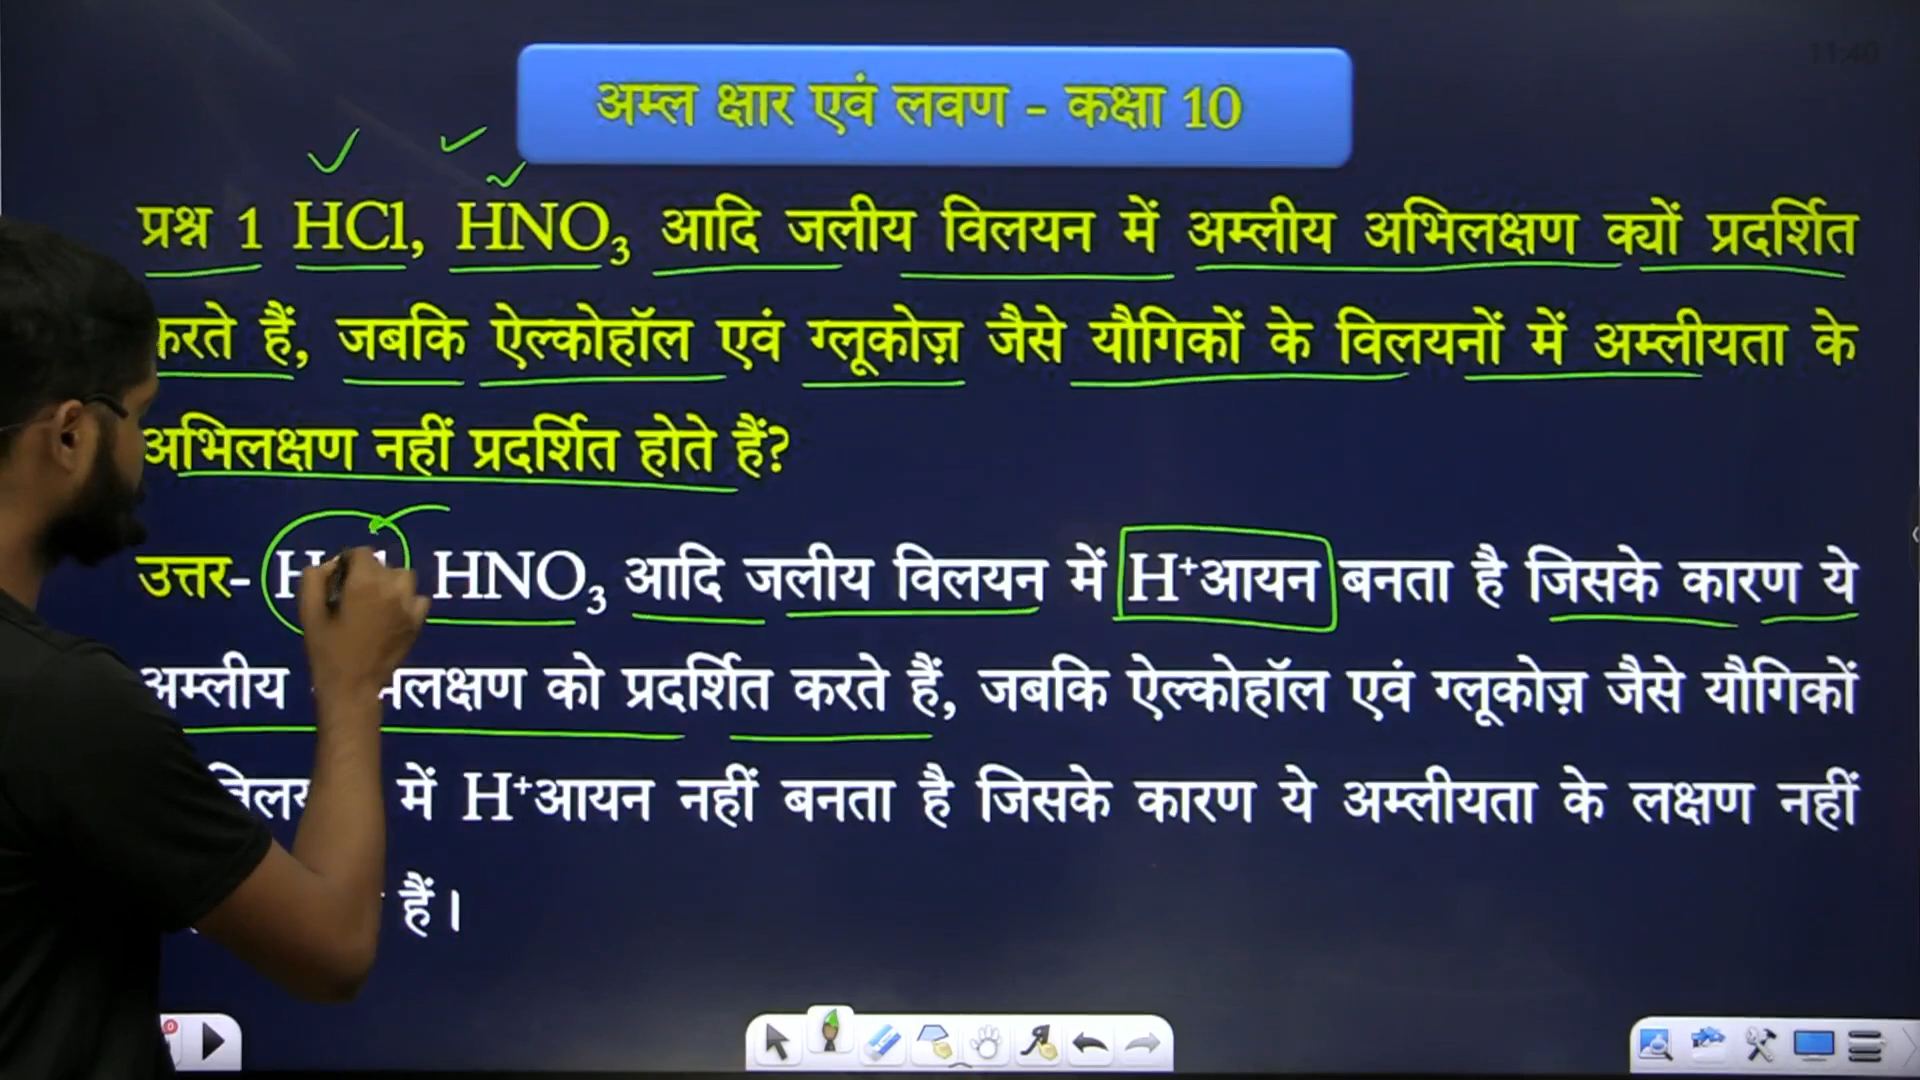 11:40
अम्ल क्षार एवं लवण - कक्षा 10
प्रश्न 1 HCl, HNO₃ आदि जलीय विलयन में अम्लीय अभिलक्षण क्यों प्रदर्शित
करते हैं, जबकि ऐल्कोहॉल एवं ग्लूकोज़ जैसे यौगिकों के विलयनों में अम्लीयता के
अभिलक्षण नहीं प्रदर्शित होते हैं?
उत्तर- HNO₃ आदि जलीय विलयन में H⁺आयन बनता है जिसके कारण ये
अम्लीय को प्रदर्शित करते हैं, जबकि ऐल्कोहॉल एवं ग्लूकोज़ जैसे यौगिकों
में H⁺आयन नहीं बनता है जिसके कारण ये अम्लीयता के लक्षण नहीं
हैं।